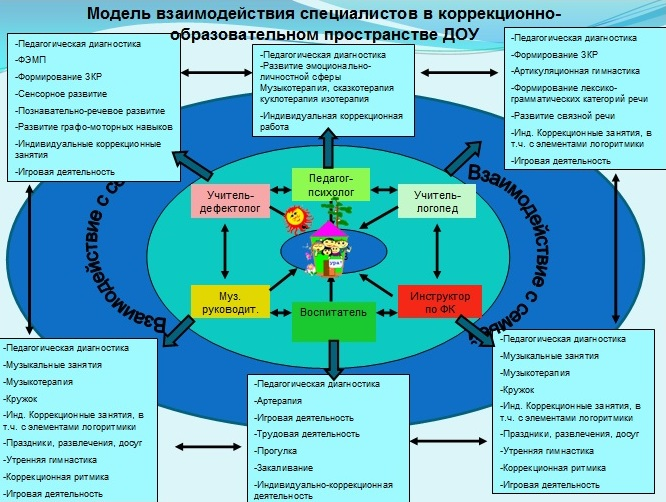 Модель взаимодействия специалистов в коррекционно-
образовательном пространстве ДОУ
-Педагогическая диагностика
-ФЭМП
-Формирование ЗКР
-Сенсорное развитие
-Познавательно-речевое развитие
-Развитие графо-моторных навыков
-Индивидуальные коррекционные
занятия
-Игровая деятельность
-Педагогическая диагностика
-Развитие эмоционально-
личностной сферы
Музыкотерапия, сказкотерапия
куклотерапия изотерапия
-Индивидуальная коррекционная
работа
-Педагогическая диагностика
-Формирование ЗКР
-Артикуляционная гимнастика
-Формирование лексико-
грамматических категорий речи
-Развитие связной речи
-Инд. Коррекционные занятия,
т.ч. с элементами логоритмики
-Игровая деятельность
Взаимодействие с се
Взаимодействие с семье
Учитель-
дефектолог
Педагог-
психолог
Учитель-
логопед
Муз.
руководит.
Воспитатель
Инструктор
по ФК
-Педагогическая диагностика
-Музыкальные занятия
-Музыкотерапия
-Кружок
-Инд. Коррекционные занятия, в
т.ч. с элементами логоритмики
-Праздники, развлечения, досуг
-Утренняя гимнастика
-Коррекционная ритмика
-Игровая деятельность
-Педагогическая диагностика
-Артерапия
-Игровая деятельность
-Трудовая деятельность
-Прогулка
-Закаливание
-Индивидуально-коррекционная
деятельность
-Педагогическая диагностика
-Музыкальные занятия
-Музыкотерапия
-Кружок
-Инд. Коррекционные занятия, в
т.ч. с элементами логоритмики
-Праздники, развлечения, досуг
-Утренняя гимнастика
-Коррекционная ритмика
-Игровая деятельность